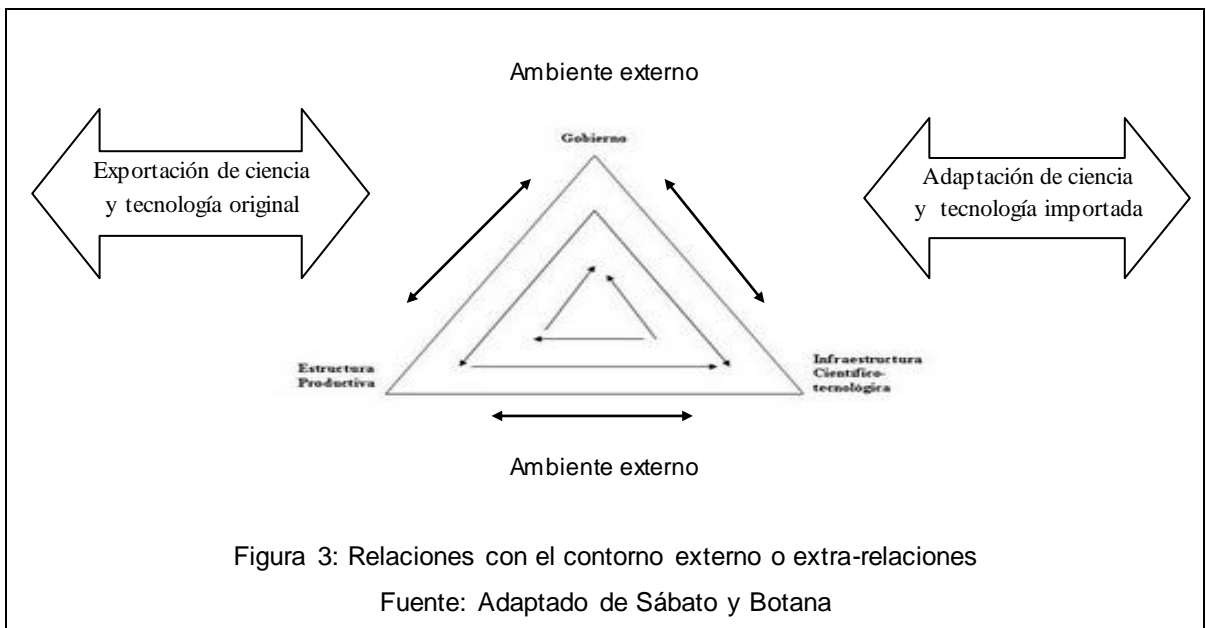 Ambiente externo
Gobierno
Exportación de ciencia
y tecnología original
Adaptación de ciencia
y tecnología importada
Estructura
Productiva
Infraestructura
Científico-
tecnológica
Ambiente externo
Figura 3: Relaciones con el contorno externo o extra-relaciones
Fuente: Adaptado de Sábato y Botana